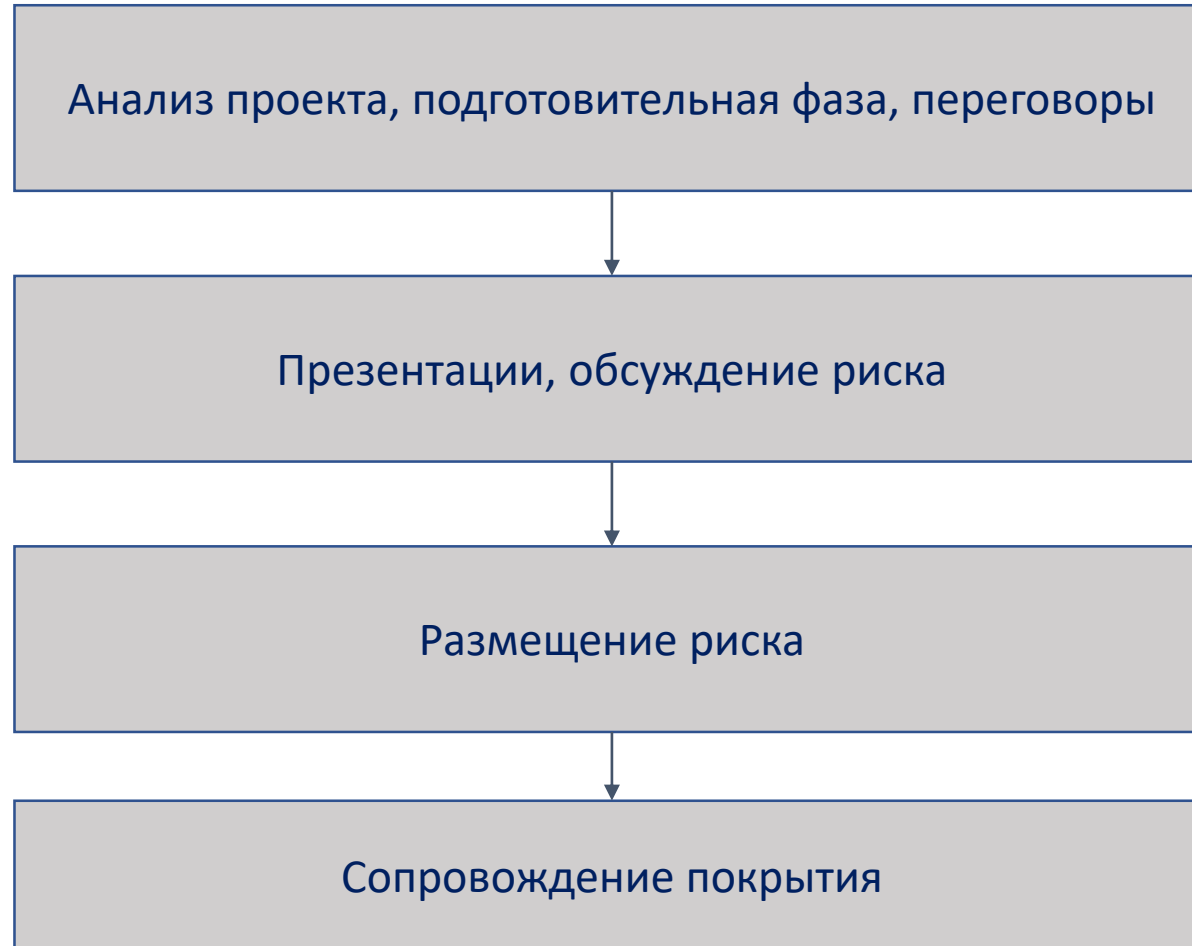 Анализ проекта, подготовительная фаза, переговоры
Презентации, обсуждение риска
Размещение риска
Сопровождение покрытия